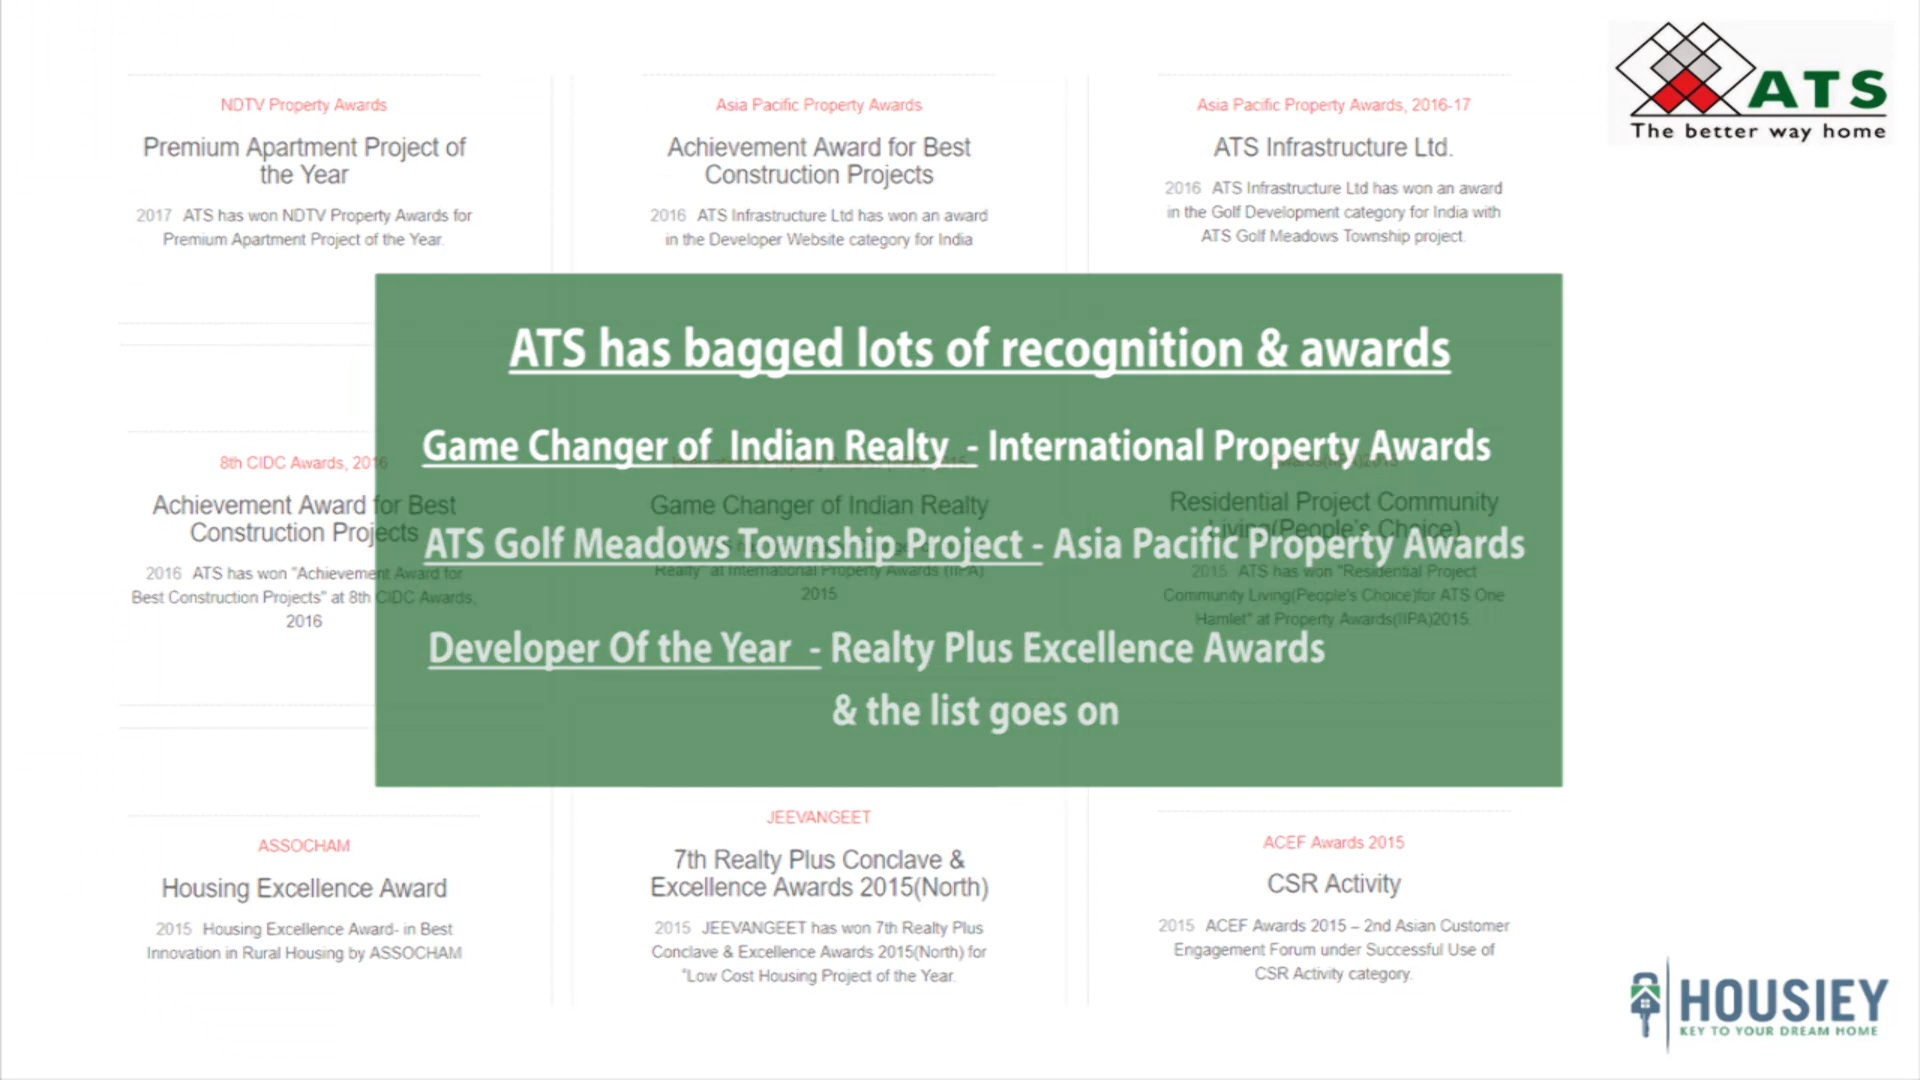 ATS
The better way home
NDTV Property Awards
Premium Apartment Project of
the Year
2017 ATS has won NDTV Property Awards for
Premium Apartment Project of the Year.
Asia Pacific Property Awards
Achievement Award for Best
Construction Projects
2016 ATS Infrastructure Ltd has won an award
in the Developer Website category for India
Asia Pacific Property Awards, 2016-17
ATS Infrastructure Ltd.
2016 ATS Infrastructure Ltd has won an award
in the Golf Development category for India with
ATS Golf Meadows Township project.
ATS has bagged lots of recognition & awards
Game Changer of Indian Realty - International Property Awards
ATS Golf Meadows Township Project - Asia Pacific Property Awards
Developer Of the Year - Realty Plus Excellence Awards
& the list goes on
8th CIDC Awards, 2016
Achievement Award for Best
Construction Projects
2016 ATS has won "Achievement Award for
Best Construction Projects" at 8th CIDC Awards,
2016
Game Changer of Indian Realty
Realty" at International Property Awards (IIPA)
2015
Residential Project Community
Living(People's Choice)
2015 ATS has won "Residential Project
Community Living(People's Choice)for ATS One
Hamlet" at Property Awards(IIPA)2015
ASSOCHAM
Housing Excellence Award
2015 Housing Excellence Award- in Best
Innovation in Rural Housing by ASSOCHAM
JEEVANGEET
7th Realty Plus Conclave &
Excellence Awards 2015(North)
2015 JEEVANGEET has won 7th Realty Plus
Conclave & Excellence Awards 2015(North) for
"Low Cost Housing Project of the Year.
ACEF Awards 2015
CSR Activity
2015 ACEF Awards 2015 – 2nd Asian Customer
Engagement Forum under Successful Use of
CSR Activity category.
HOUSIEY
KEY TO YOUR DREAM HOME